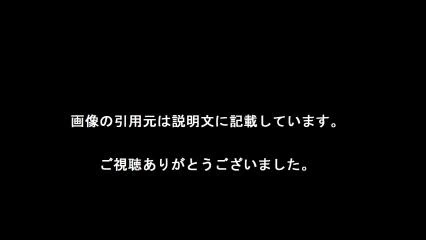 画像の引用元は説明文に記載しています。
ご視聴ありがとうございました。